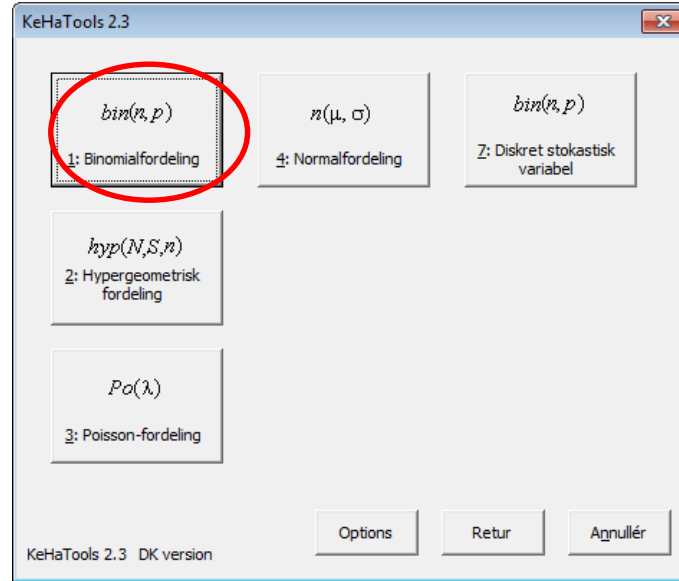 KeHaTools 2.3
bin(n, p)
1: Binomialfordeling
n(μ, σ)
4: Normalfordeling
bin(n, p)
7: Diskret stokastisk
variabel
hyp(N,S,n)
2: Hypergeometrisk
fordeling
Po(λ)
3: Poisson-fordeling
Options
Retur
Annullér
KeHaTools 2.3 DK version